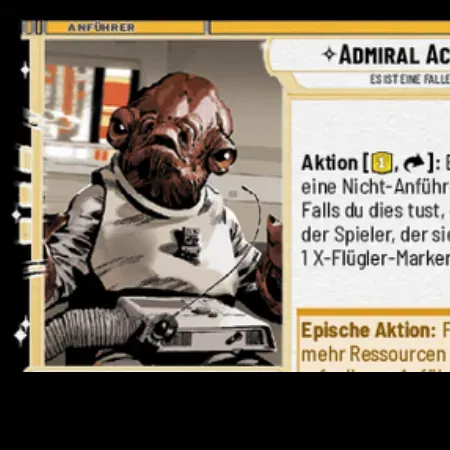 ANFÜHRER
ADMIRAL AC
ES IST EINE FALLE
Aktion [1, ]:
eine Nicht-Anführ
Falls du dies tust,
der Spieler, der sie
1 X-Flügler-Marker
Epische Aktion:
mehr Ressourcen